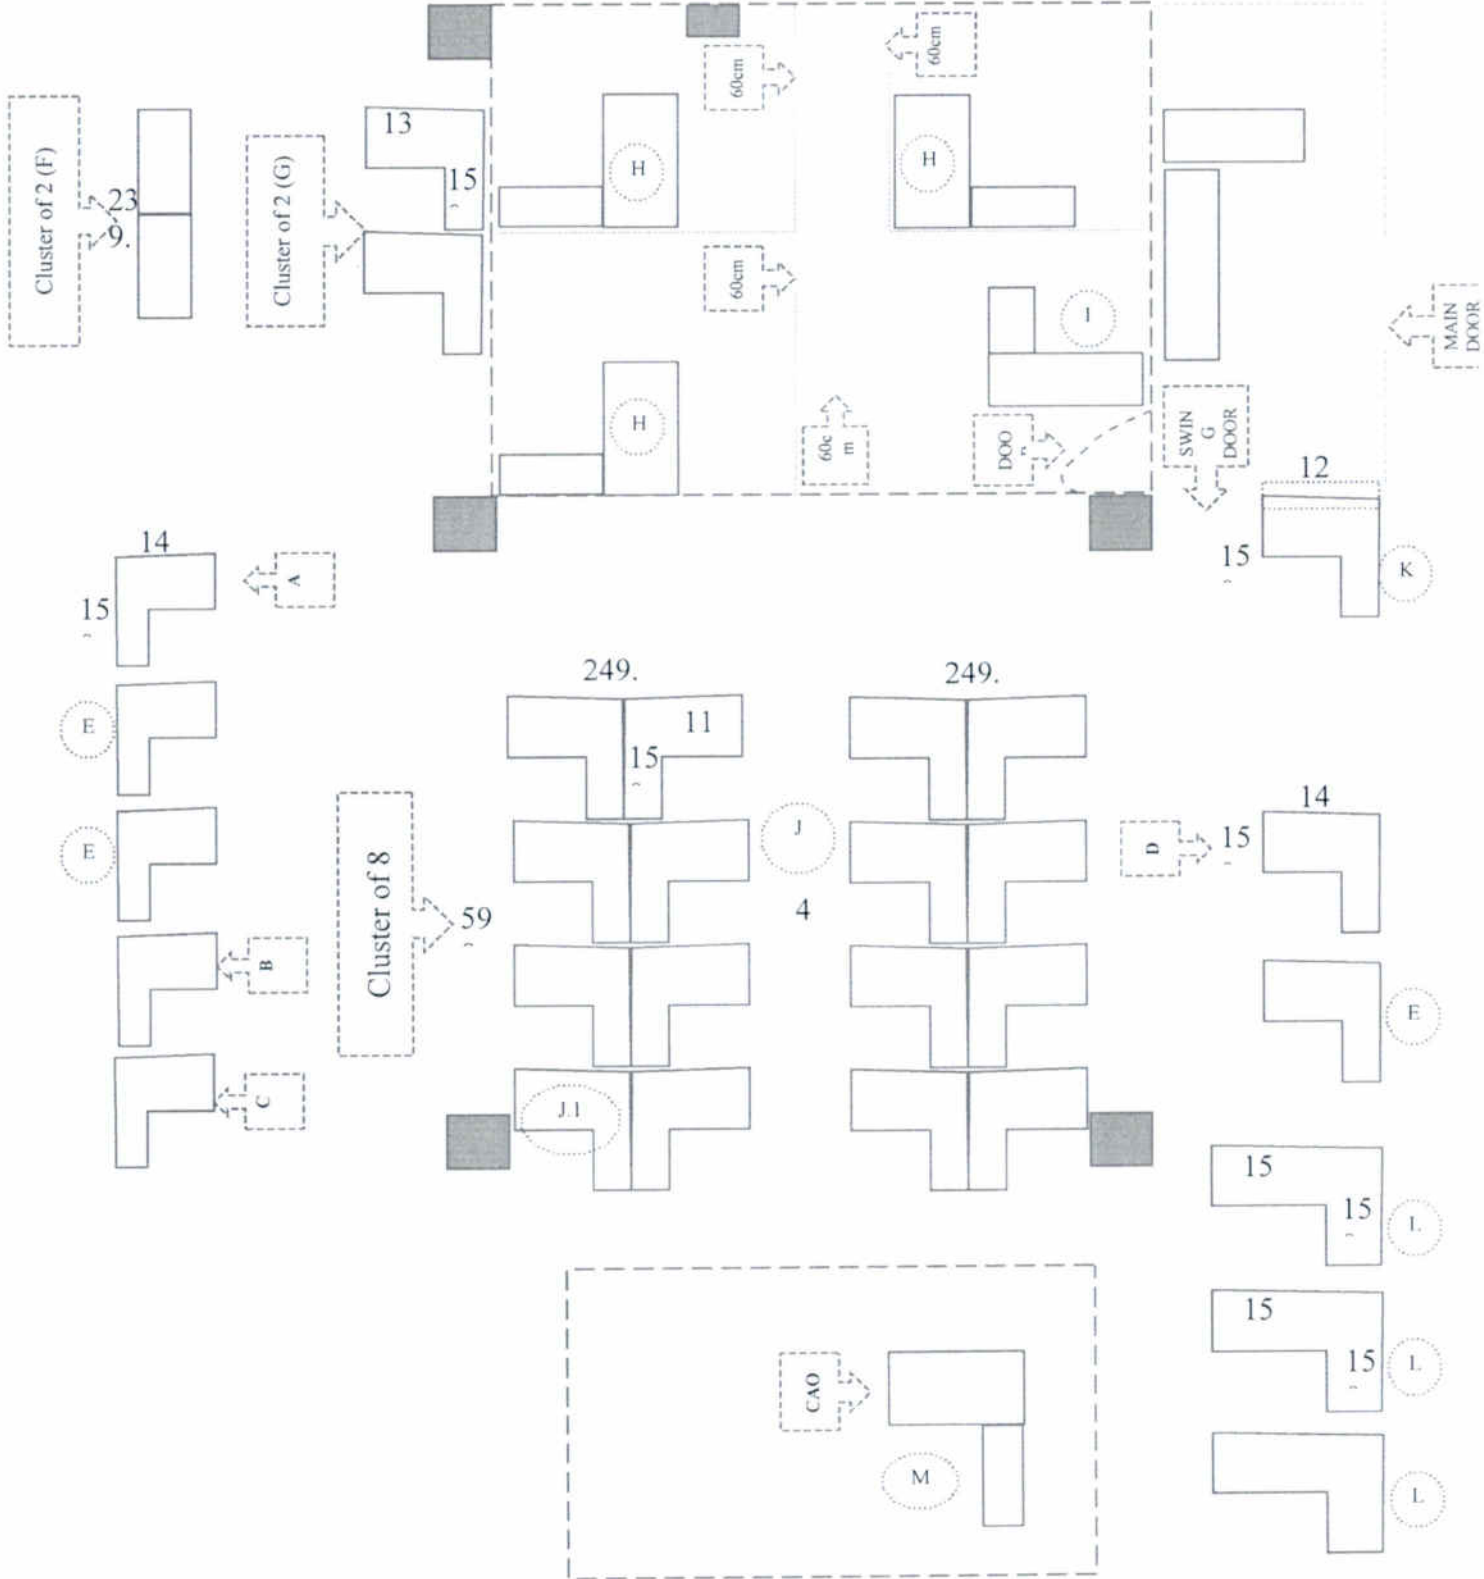 60cm
60cm
13
H
H
15
Cluster of 2 (F)
23
9.
Cluster of 2 (G)
60cm
I
MAIN
DOOR
H
60c
m
DOO
SWIN
G
DOOR
12
14
A
15
15
K
249.
249.
E
11
15
14
J
D
15
E
Cluster of 8
59
4
B
E
C
J.1
15
15
L
15
15
L
CAO
M
L